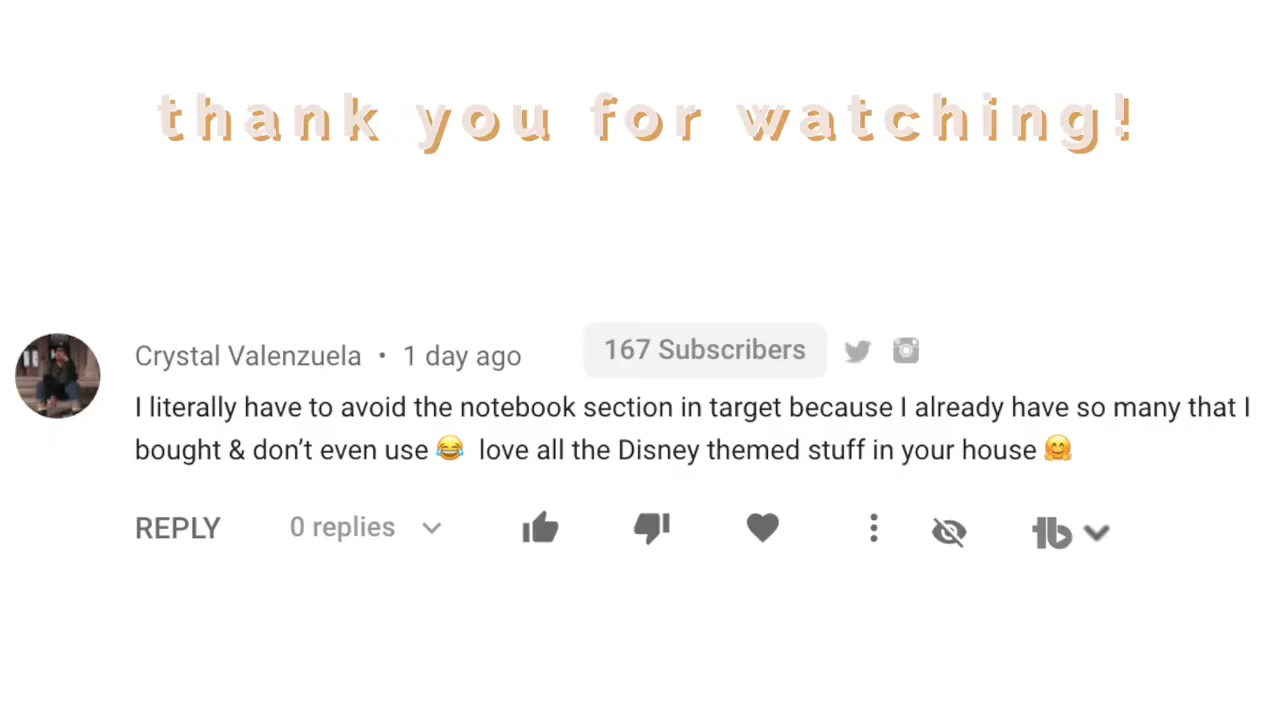 thank you for watching!
Crystal Valenzuela • 1 day ago 167 Subscribers
I literally have to avoid the notebook section in target because I already have so many that I
bought & don’t even use 😂 love all the Disney themed stuff in your house 🤗
REPLY 0 replies
tb